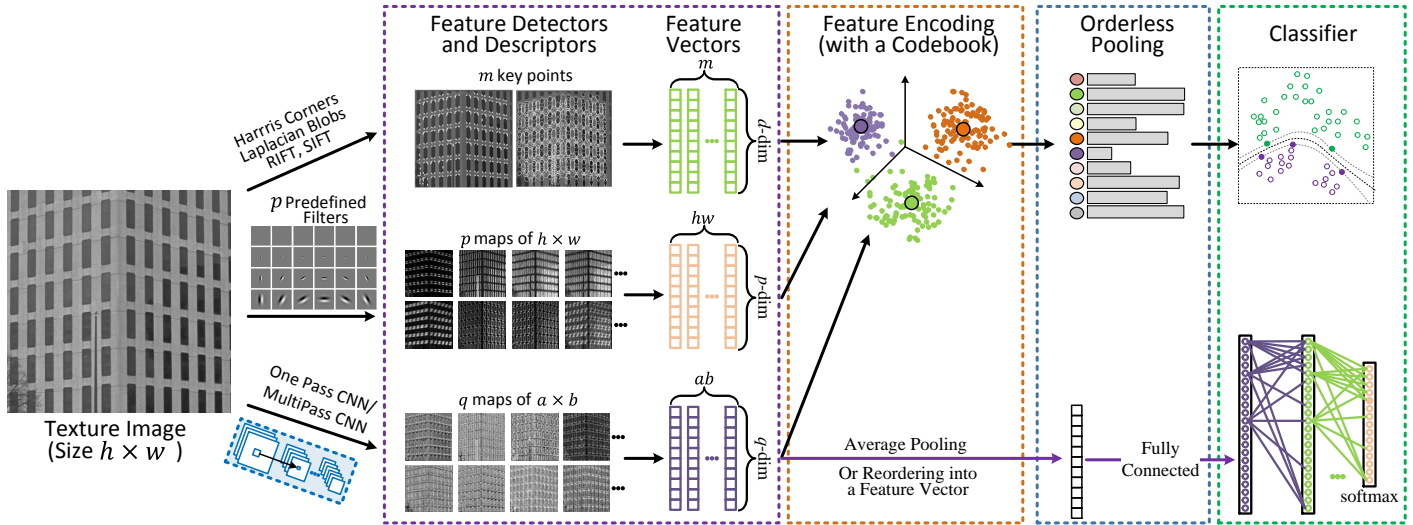 Feature Detectors
and Descriptors
Feature
Vectors
Feature Encoding
(with a Codebook)
Orderless
Pooling
Classifier
m key points
m
d-dim
Harrris Corners
Laplacian Blobs
RIFT, SIFT
p Predefined
Filters
p maps of h × w
hw
p-dim
One Pass CNN/
MultiPass CNN
q maps of a × b
ab
q-dim
Texture Image
(Size h × w )
Average Pooling
Or Reordering into
a Feature Vector
Fully
Connected
softmax